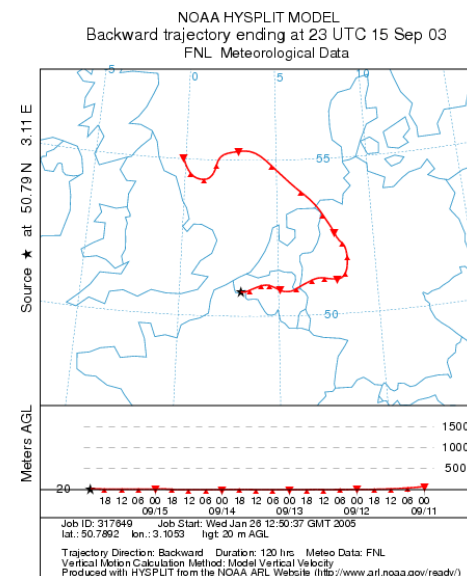 NOAA HYSPLIT MODEL
Backward trajectory ending at 23 UTC 15 Sep 03
FNL Meteorological Data
Source ★ at 50.79 N 3.11 E
-5 0 5 10
55
50
Meters AGL
1500
1000
500
20
18 12 06 00 18 12 06 00 18 12 06 00 18 12 06 00 18 12 06 00
09/15 09/14 09/13 09/12 09/11
Job ID: 317649 Job Start: Wed Jan 26 12:50:37 GMT 2005
lat.: 50.7892 lon.: 3.1053 hgt: 20 m AGL
Trajectory Direction: Backward Duration: 120 hrs Meteo Data: FNL
Vertical Motion Calculation Method: Model Vertical Velocity
Produced with HYSPLIT from the NOAA ARL Website (http://www.arl.noaa.gov/ready/)